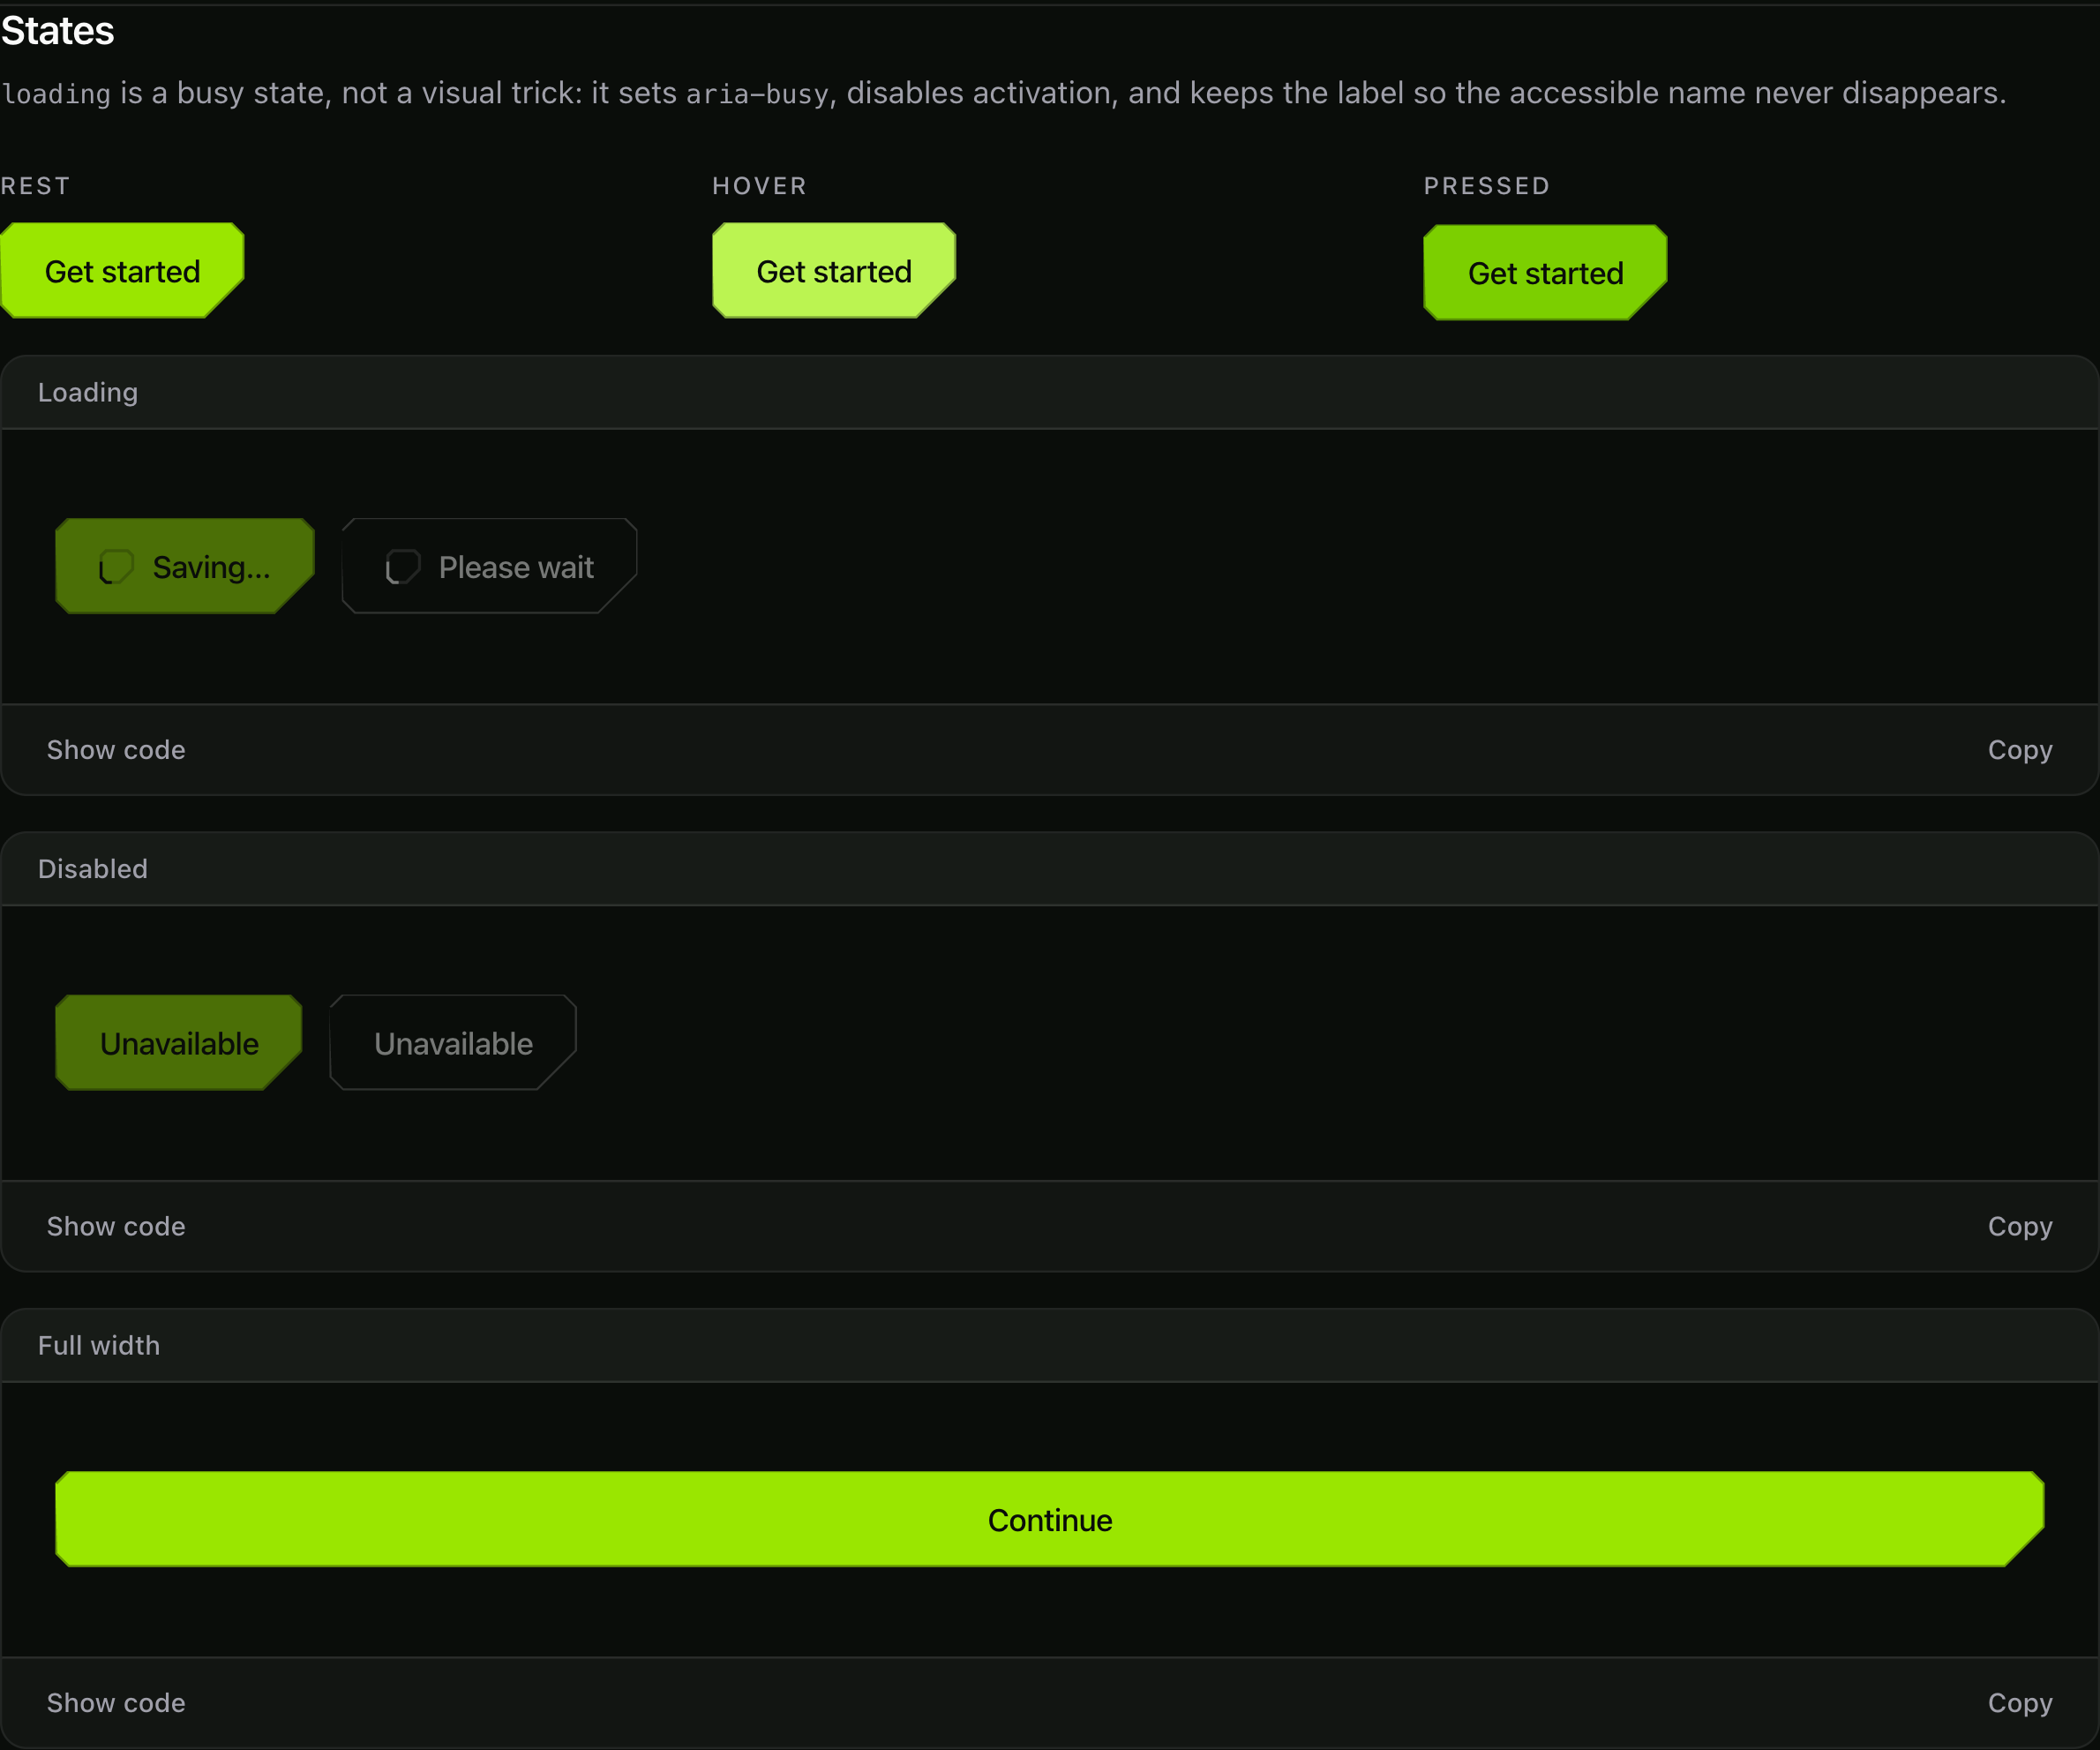 States
loading is a busy state, not a visual trick: it sets aria-busy, disables activation, and keeps the label so the accessible name never disappears.
REST
HOVER
PRESSED
Get started
Get started
Get started
Loading
Saving...
Please wait
Show code
Copy
Disabled
Unavailable
Unavailable
Show code
Copy
Full width
Continue
Show code
Copy